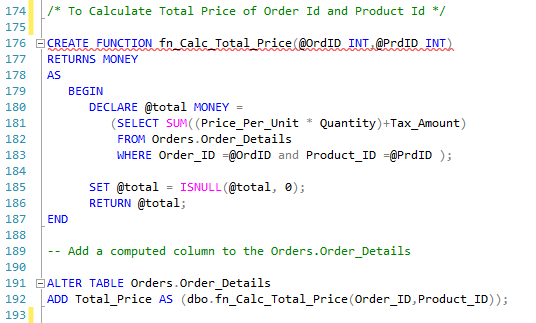 174 /* To Calculate Total Price of Order Id and Product Id */
175
176 CREATE FUNCTION fn_Calc_Total_Price(@OrdID INT,@PrdID INT)
177 RETURNS MONEY
178 AS
179 BEGIN
180 DECLARE @total MONEY =
181 (SELECT SUM((Price_Per_Unit * Quantity)+Tax_Amount)
182 FROM Orders.Order_Details
183 WHERE Order_ID =@OrdID and Product_ID =@PrdID );
184
185 SET @total = ISNULL(@total, 0);
186 RETURN @total;
187 END
188
189 -- Add a computed column to the Orders.Order_Details
190
191 ALTER TABLE Orders.Order_Details
192 ADD Total_Price AS (dbo.fn_Calc_Total_Price(Order_ID,Product_ID));
193